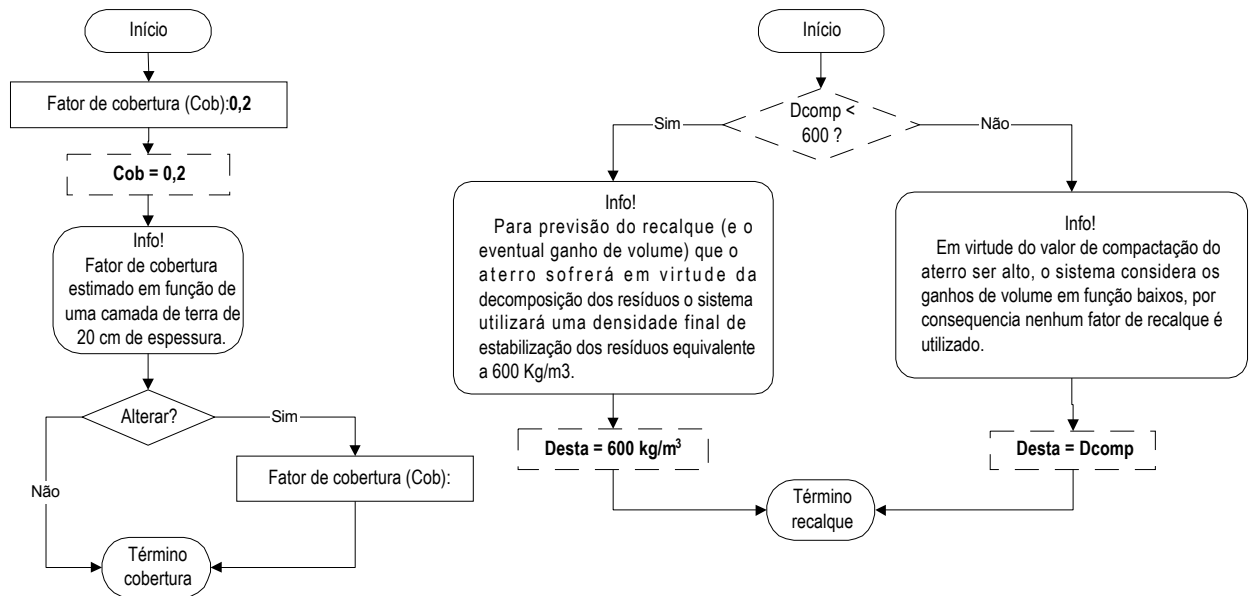 Início
Fator de cobertura (Cob):0,2
Cob = 0,2
Info!
Fator de cobertura
estimado em função de
uma camada de terra de
20 cm de espessura.
Alterar?
Sim
Não
Fator de cobertura (Cob):
Término
cobertura
Início
Dcomp <
600 ?
Sim
Não
Info!
Para previsão do recalque (e o
eventual ganho de volume) que o
aterro sofrerá em virtude da
decomposição dos resíduos o sistema
utilizará uma densidade final de
estabilização dos resíduos equivalente
a 600 Kg/m3.
Info!
Em virtude do valor de compactação do
aterro ser alto, o sistema considera os
ganhos de volume em função baixos, por
consequencia nenhum fator de recalque é
utilizado.
Desta = 600 kg/m³
Desta = Dcomp
Término
recalque